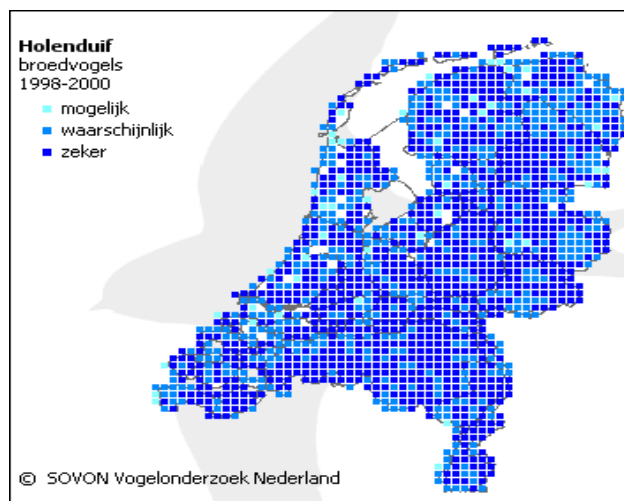 Holenduif
broedvogels
1998-2000
mogelijk
waarschijnlijk
zeker
© SOVON Vogelonderzoek Nederland